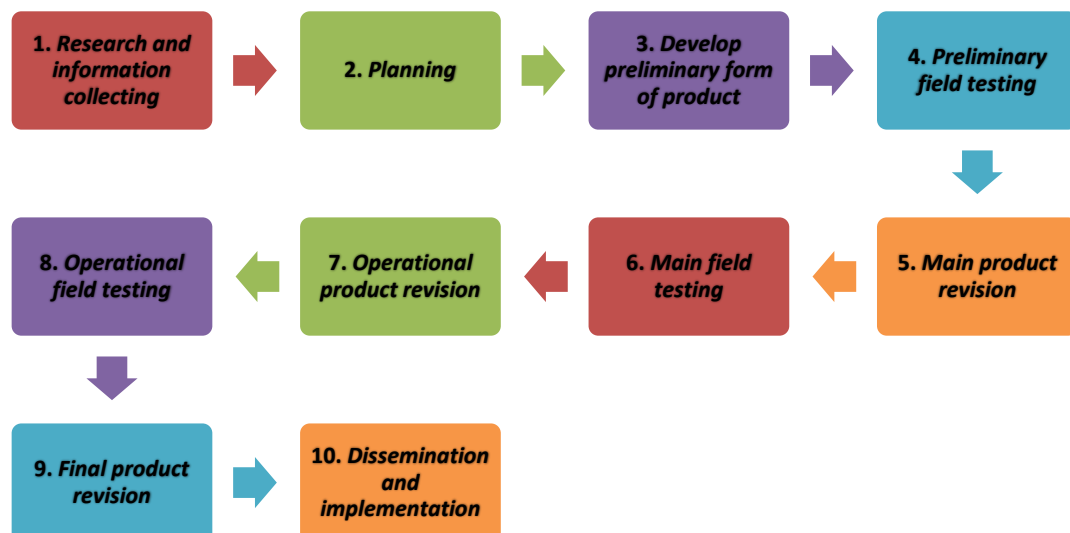 1. Research and
information
collecting
2. Planning
3. Develop
preliminary form
of product
4. Preliminary
field testing
8. Operational
field testing
7. Operational
product revision
6. Main field
testing
5. Main product
revision
9. Final product
revision
10. Dissemination
and
implementation